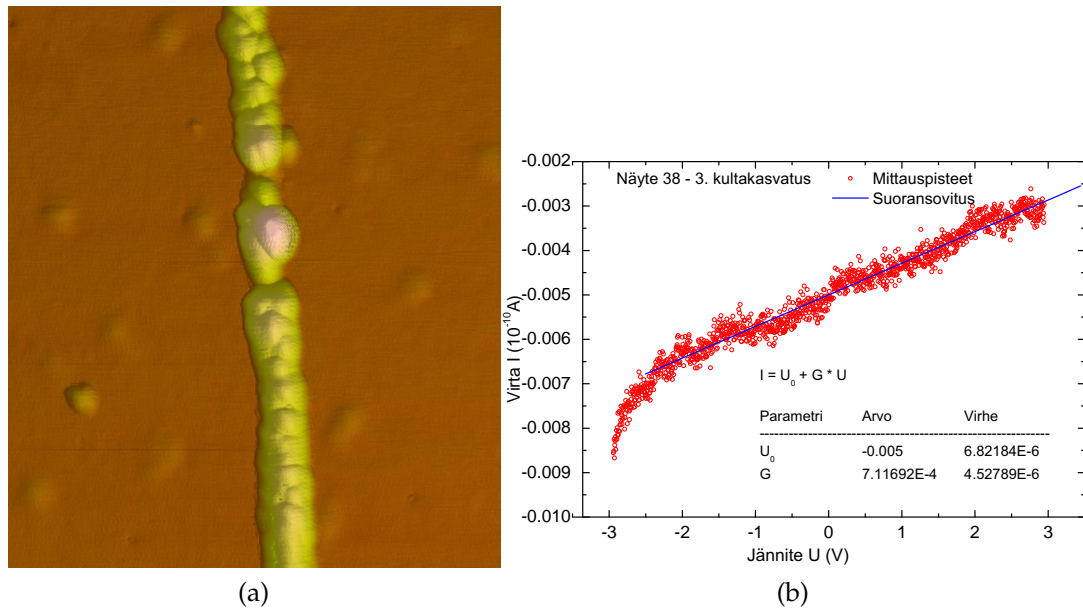 -0.002
-0.003
-0.004
-0.005
-0.006
-0.007
-0.008
-0.009
-0.010
Virta I (10⁻¹⁰A)
Näyte 38 - 3. kultakasvatus
Mittauspisteet
Suoransovitus
I = U₀ + G * U
Parametri Arvo Virhe
------------------------------------------------------------
U₀ -0.005 6.82184E-6
G 7.11692E-4 4.52789E-6
-3 -2 -1 0 1 2 3
Jännite U (V)
(a) (b)